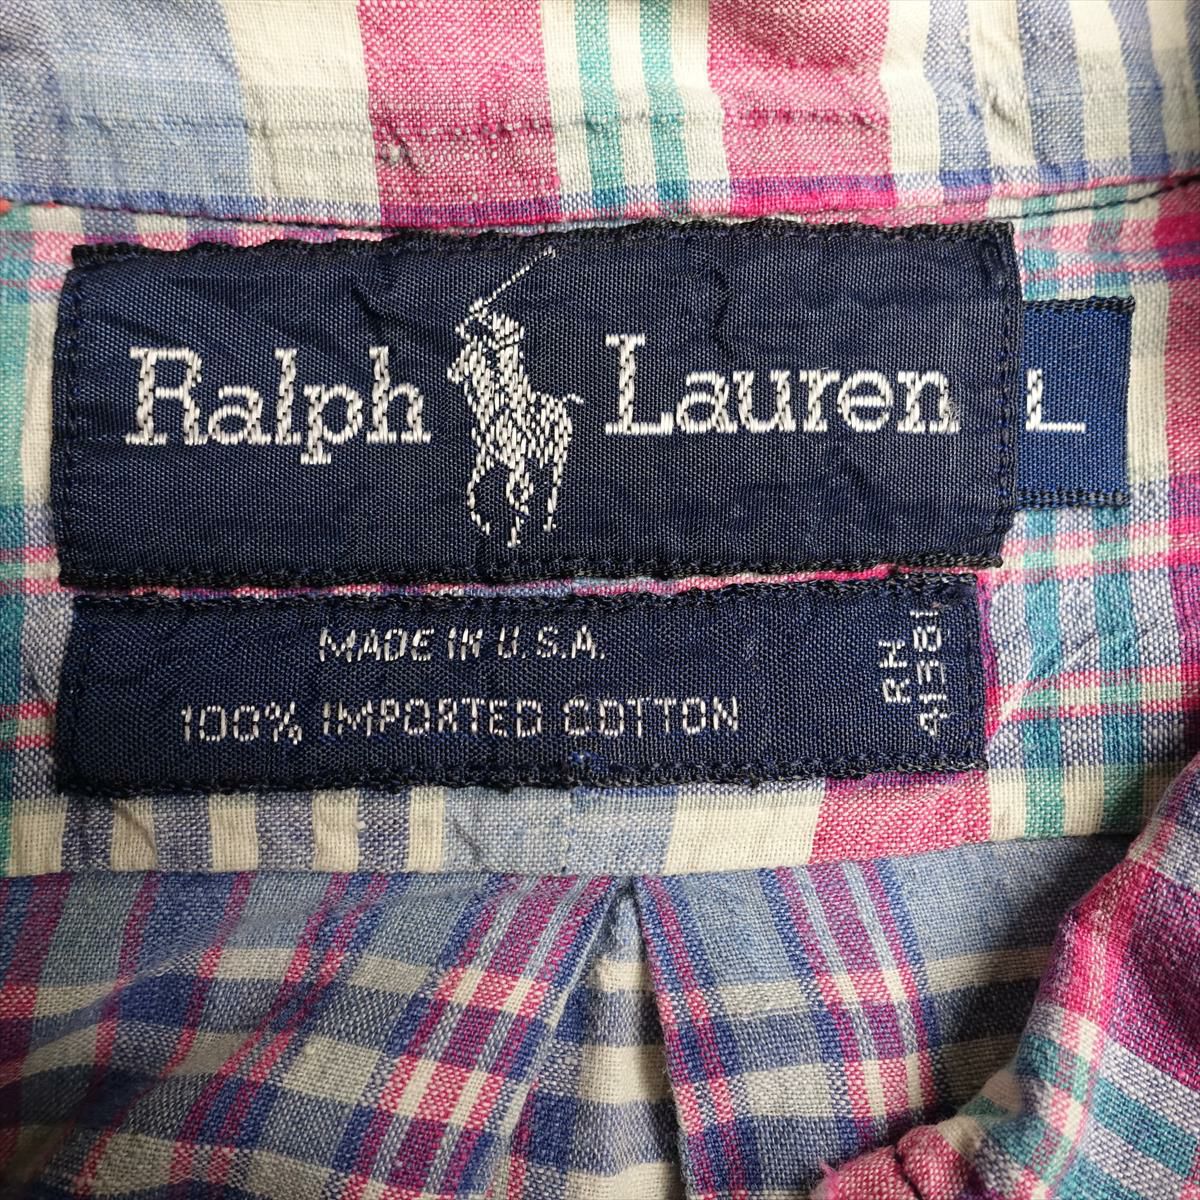 Ralph Lauren
L
MADE IN U.S.A.
100% IMPORTED COTTON
RN
41381